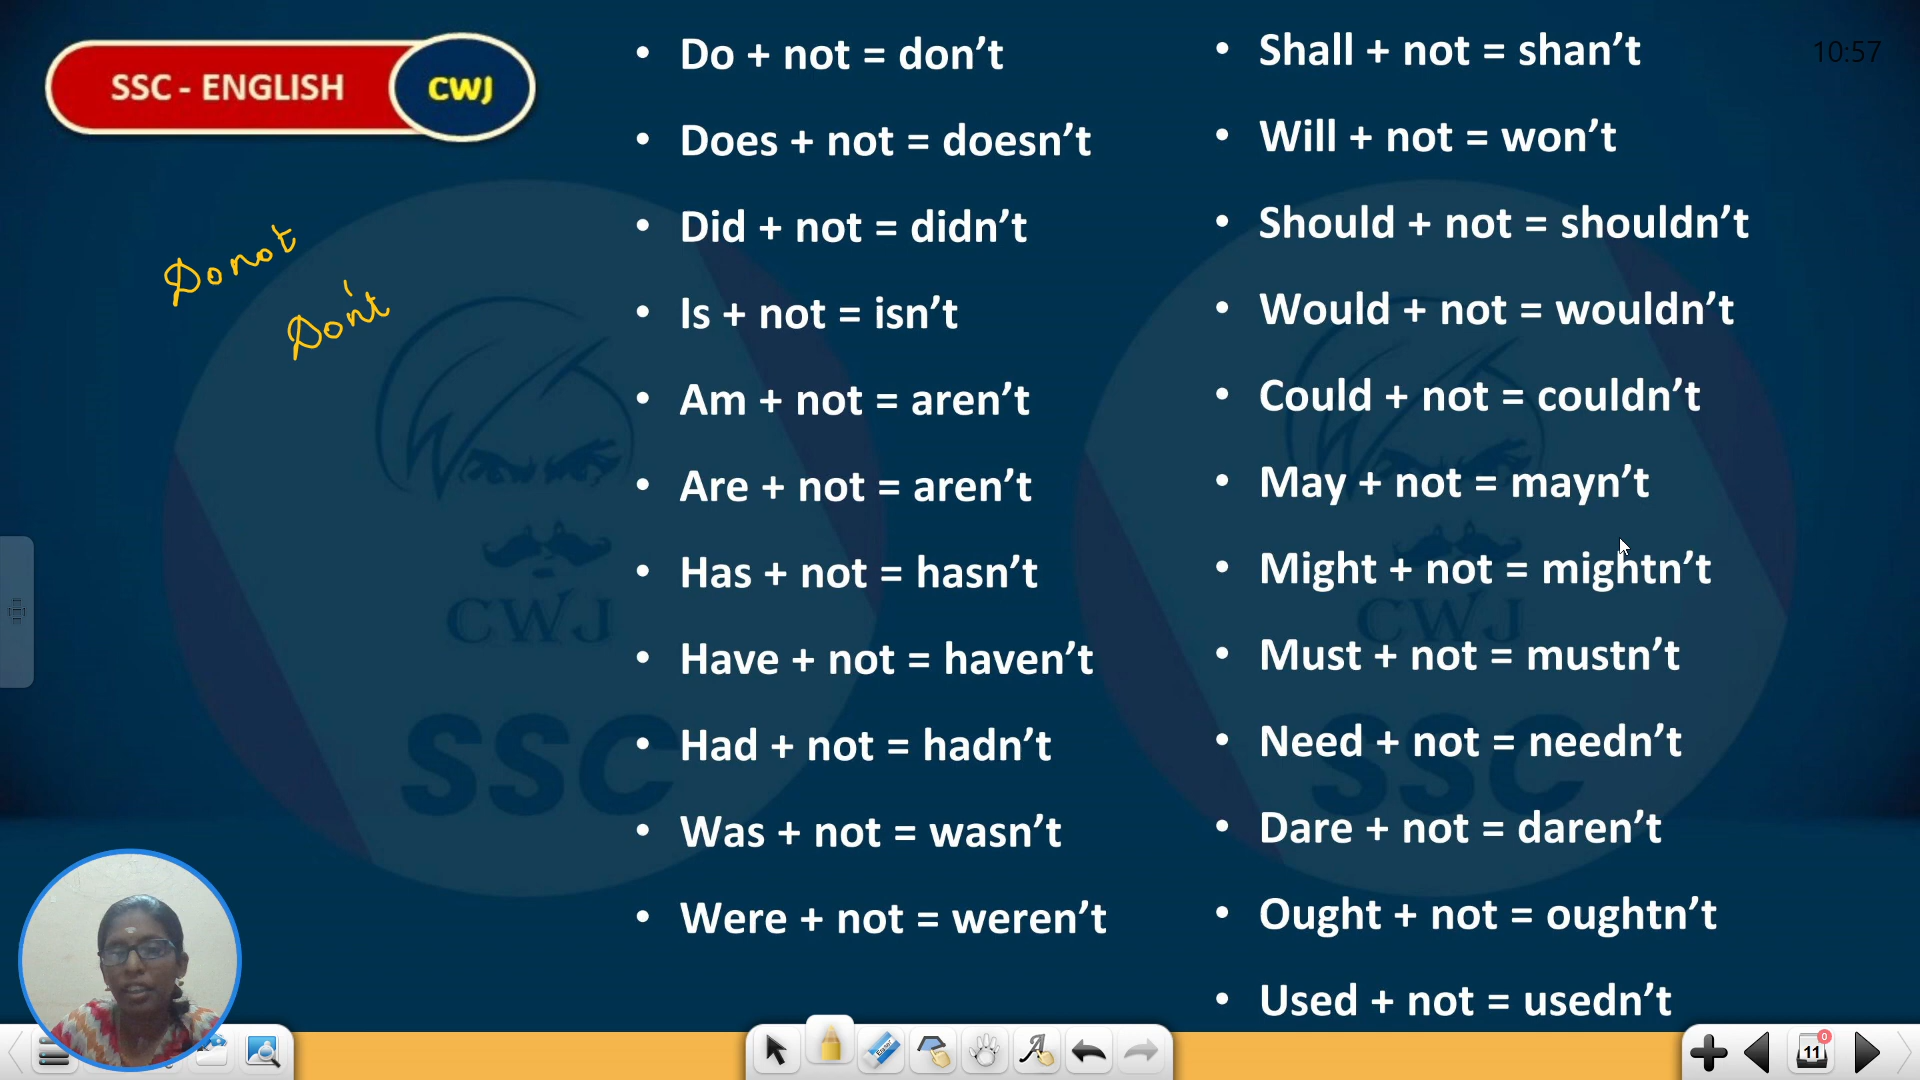 SSC - ENGLISH CWJ
10:57
Do not
Don't
• Do + not = don’t
• Does + not = doesn’t
• Did + not = didn’t
• Is + not = isn’t
• Am + not = aren’t
• Are + not = aren’t
• Has + not = hasn’t
• Have + not = haven’t
• Had + not = hadn’t
• Was + not = wasn’t
• Were + not = weren’t
• Shall + not = shan’t
• Will + not = won’t
• Should + not = shouldn’t
• Would + not = wouldn’t
• Could + not = couldn’t
• May + not = mayn’t
• Might + not = mightn’t
• Must + not = mustn’t
• Need + not = needn’t
• Dare + not = daren’t
• Ought + not = oughtn’t
• Used + not = usedn’t
CWJ
SSC
CWJ
SSC
Eraser
A
11
0